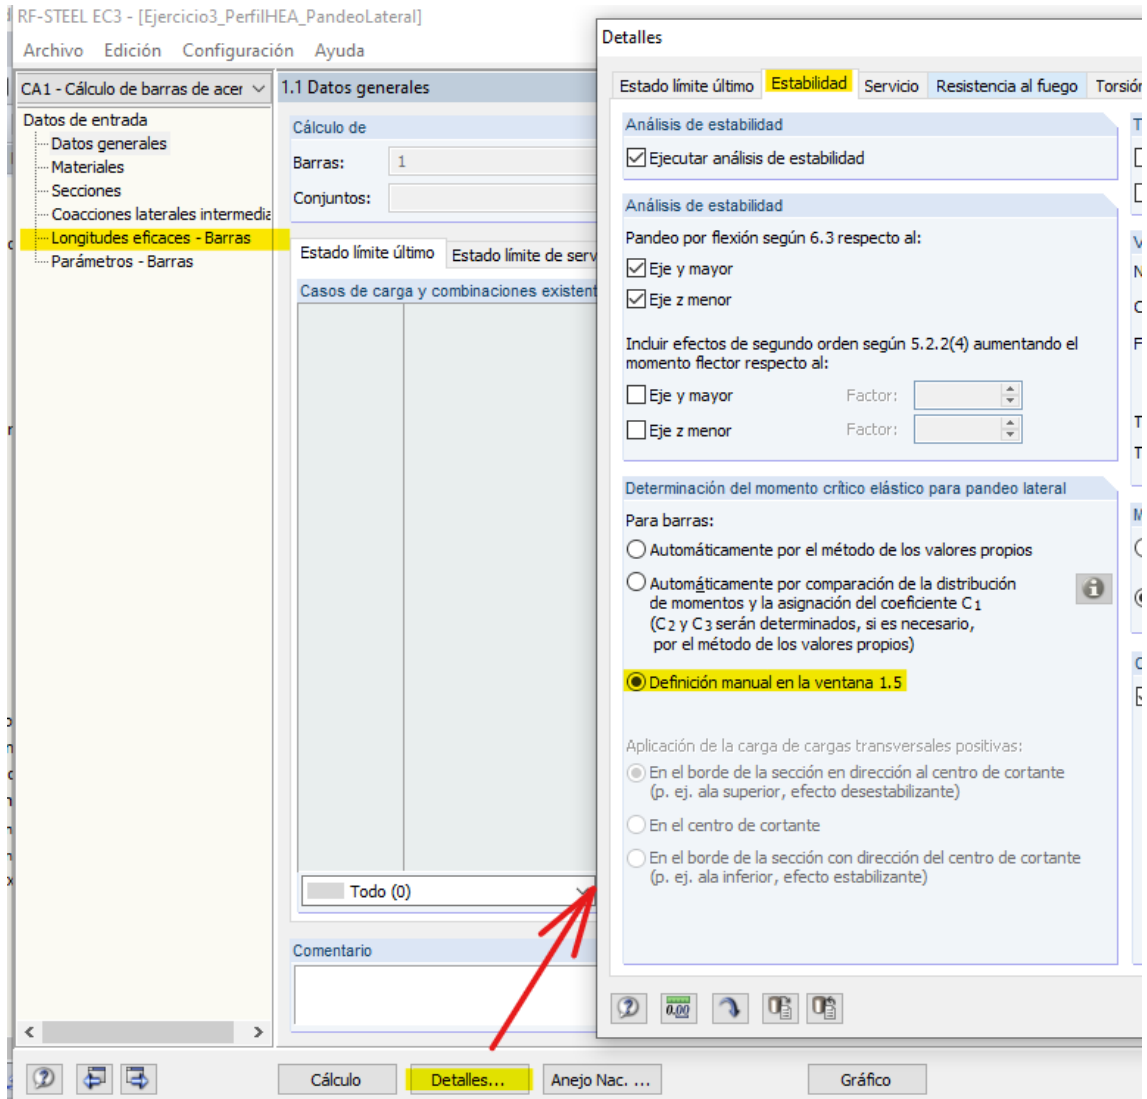 RF-STEEL EC3 - [Ejercicio3_PerfilHEA_PandeoLateral]
Archivo Edición Configuración Ayuda
CA1 - Cálculo de barras de acer
Datos de entrada
Datos generales
Materiales
Secciones
Coacciones laterales intermedia
Longitudes eficaces - Barras
Parámetros - Barras
1.1 Datos generales
Cálculo de
Barras: 1
Conjuntos:
Estado límite último Estado límite de serv
Casos de carga y combinaciones existent
Todo (0)
Comentario
Cálculo Detalles... Anejo Nac. ... Gráfico
Detalles
Estado límite último Estabilidad Servicio Resistencia al fuego Torsión
Análisis de estabilidad
Ejecutar análisis de estabilidad
Análisis de estabilidad
Pandeo por flexión según 6.3 respecto al:
Eje y mayor
Eje z menor
Incluir efectos de segundo orden según 5.2.2(4) aumentando el
momento flector respecto al:
Eje y mayor Factor:
Eje z menor Factor:
Determinación del momento crítico elástico para pandeo lateral
Para barras:
Automáticamente por el método de los valores propios
Automáticamente por comparación de la distribución
de momentos y la asignación del coeficiente C1
(C2 y C3 serán determinados, si es necesario,
por el método de los valores propios)
Definición manual en la ventana 1.5
Aplicación de la carga de cargas transversales positivas:
En el borde de la sección en dirección al centro de cortante
(p. ej. ala superior, efecto desestabilizante)
En el centro de cortante
En el borde de la sección con dirección del centro de cortante
(p. ej. ala inferior, efecto estabilizante)
0.00